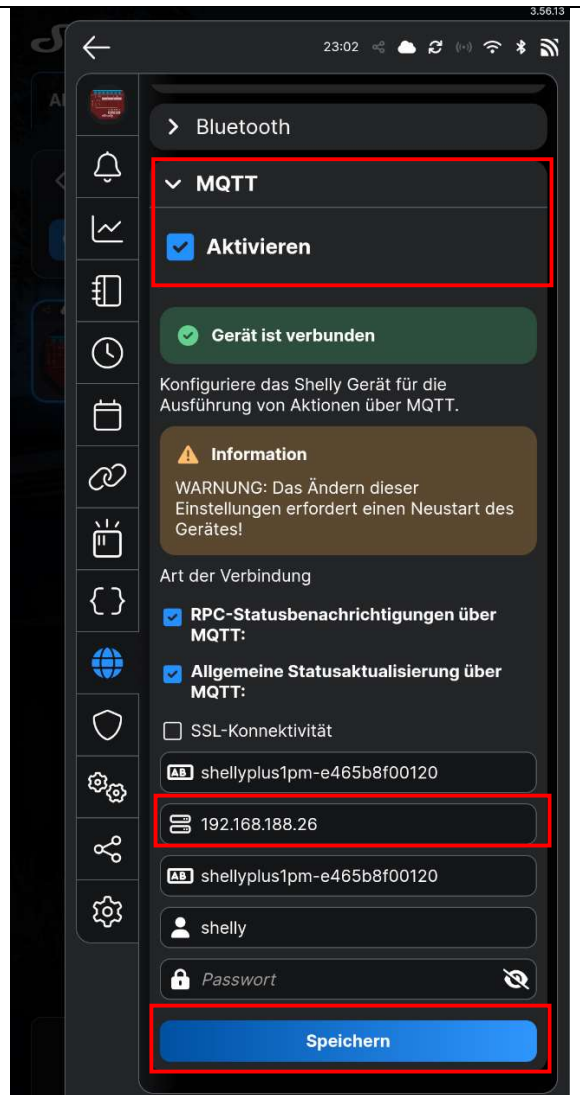 3.56.13
23:02
Al
Bluetooth
MQTT
Aktivieren
Gerät ist verbunden
Konfiguriere das Shelly Gerät für die
Ausführung von Aktionen über MQTT.
Information
WARNUNG: Das Ändern dieser
Einstellungen erfordert einen Neustart des
Gerätes!
Art der Verbindung
RPC-Statusbenachrichtigungen über
MQTT:
Allgemeine Statusaktualisierung über
MQTT:
SSL-Konnektivität
AB shellyplus1pm-e465b8f00120
192.168.188.26
AB shellyplus1pm-e465b8f00120
shelly
Passwort
Speichern